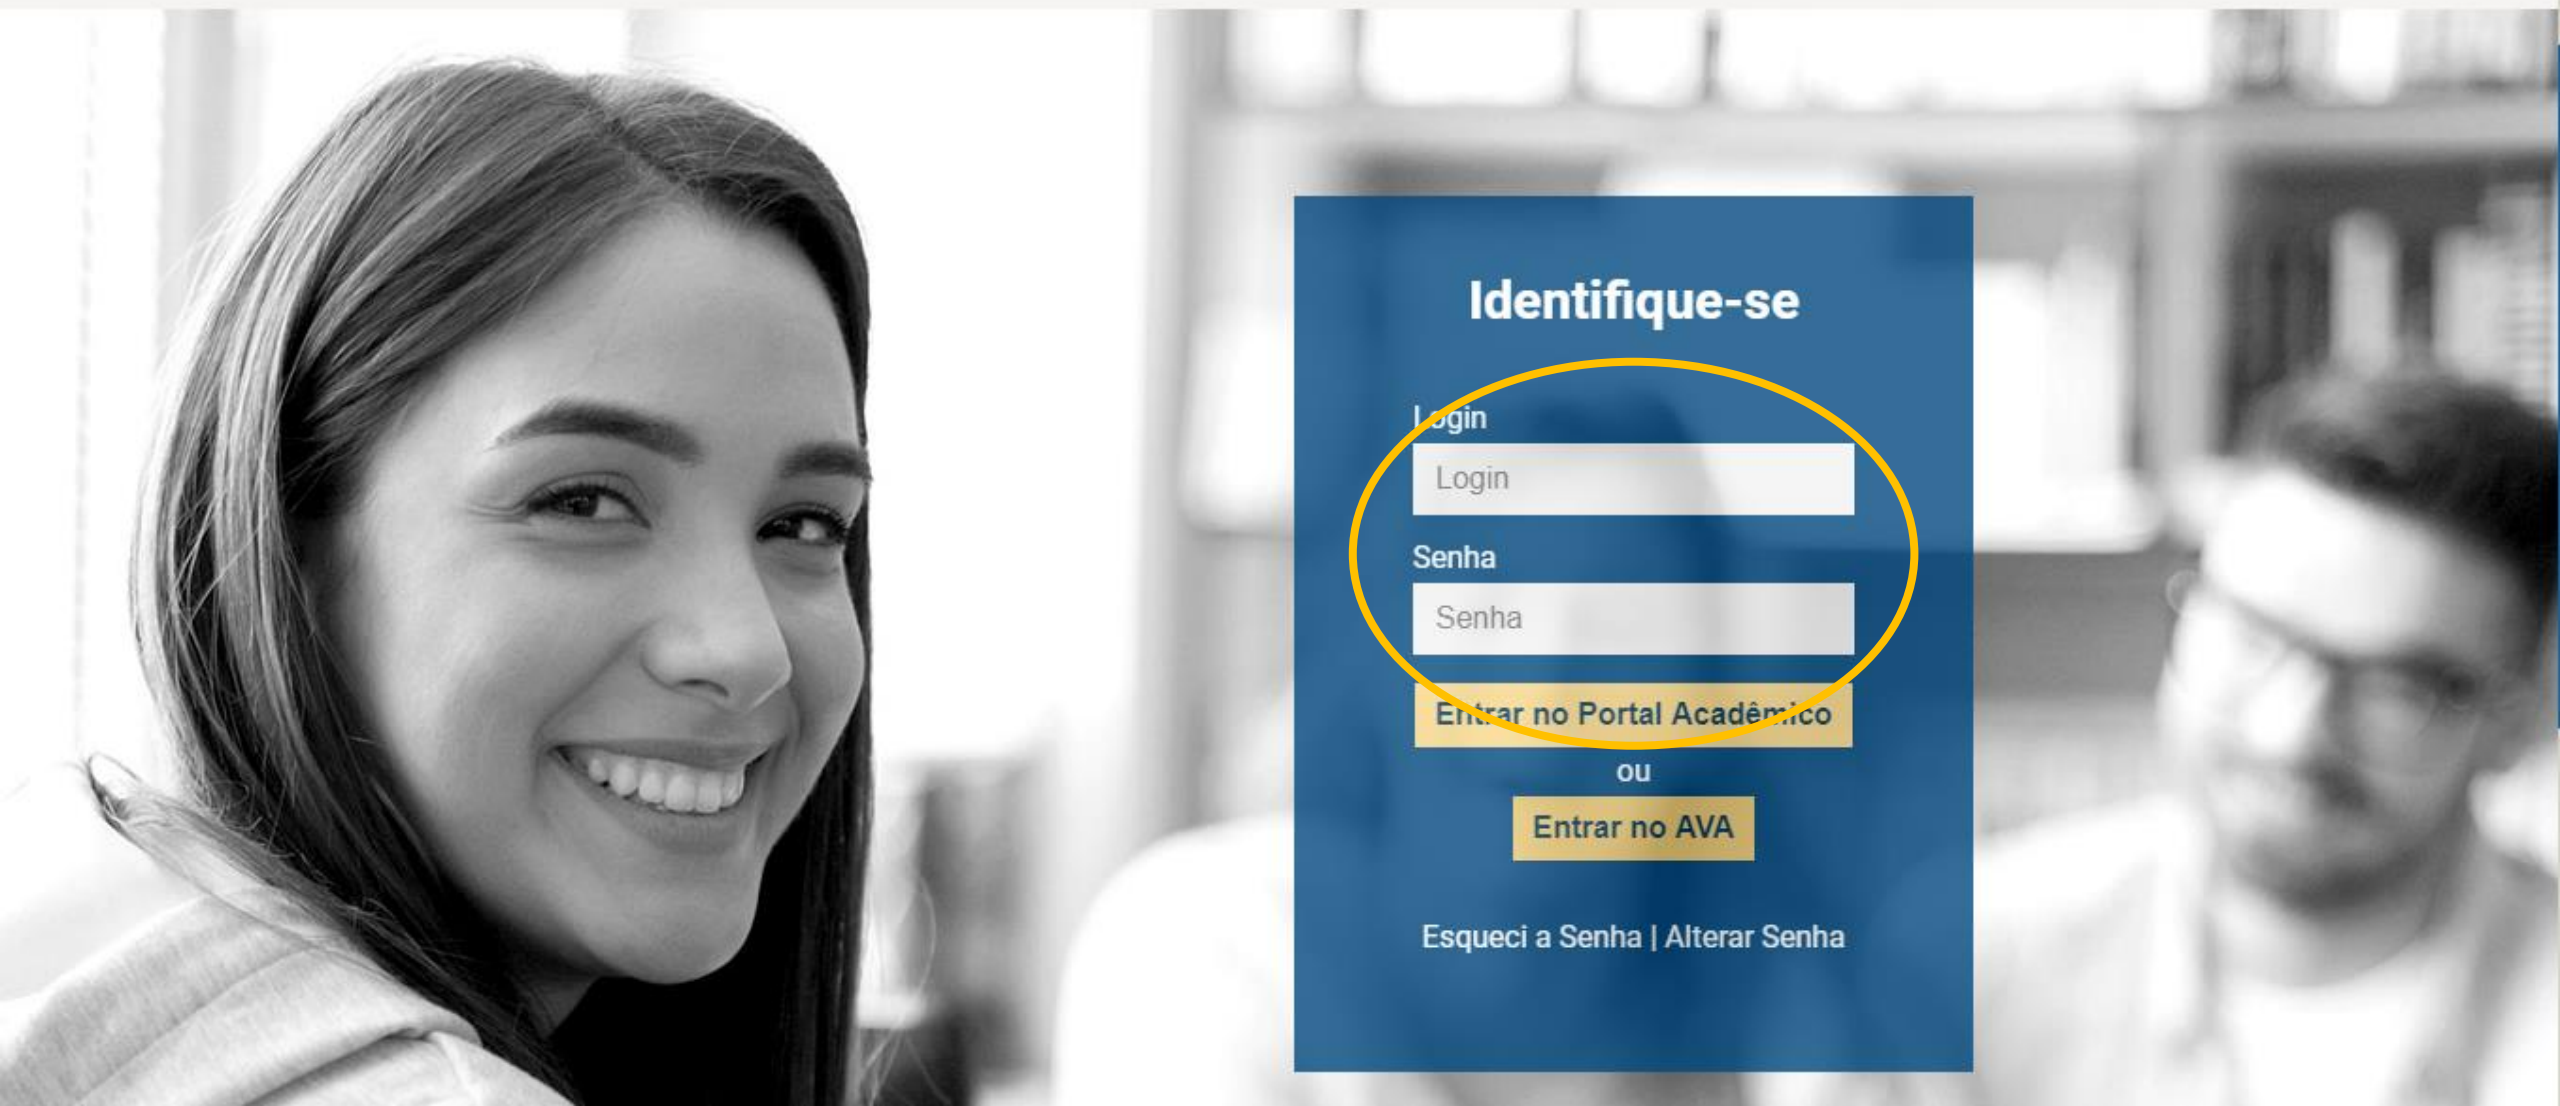 Identifique-se
Login
Login
Senha
Senha
Entrar no Portal Acadêmico
ou
Entrar no AVA
Esqueci a Senha | Alterar Senha